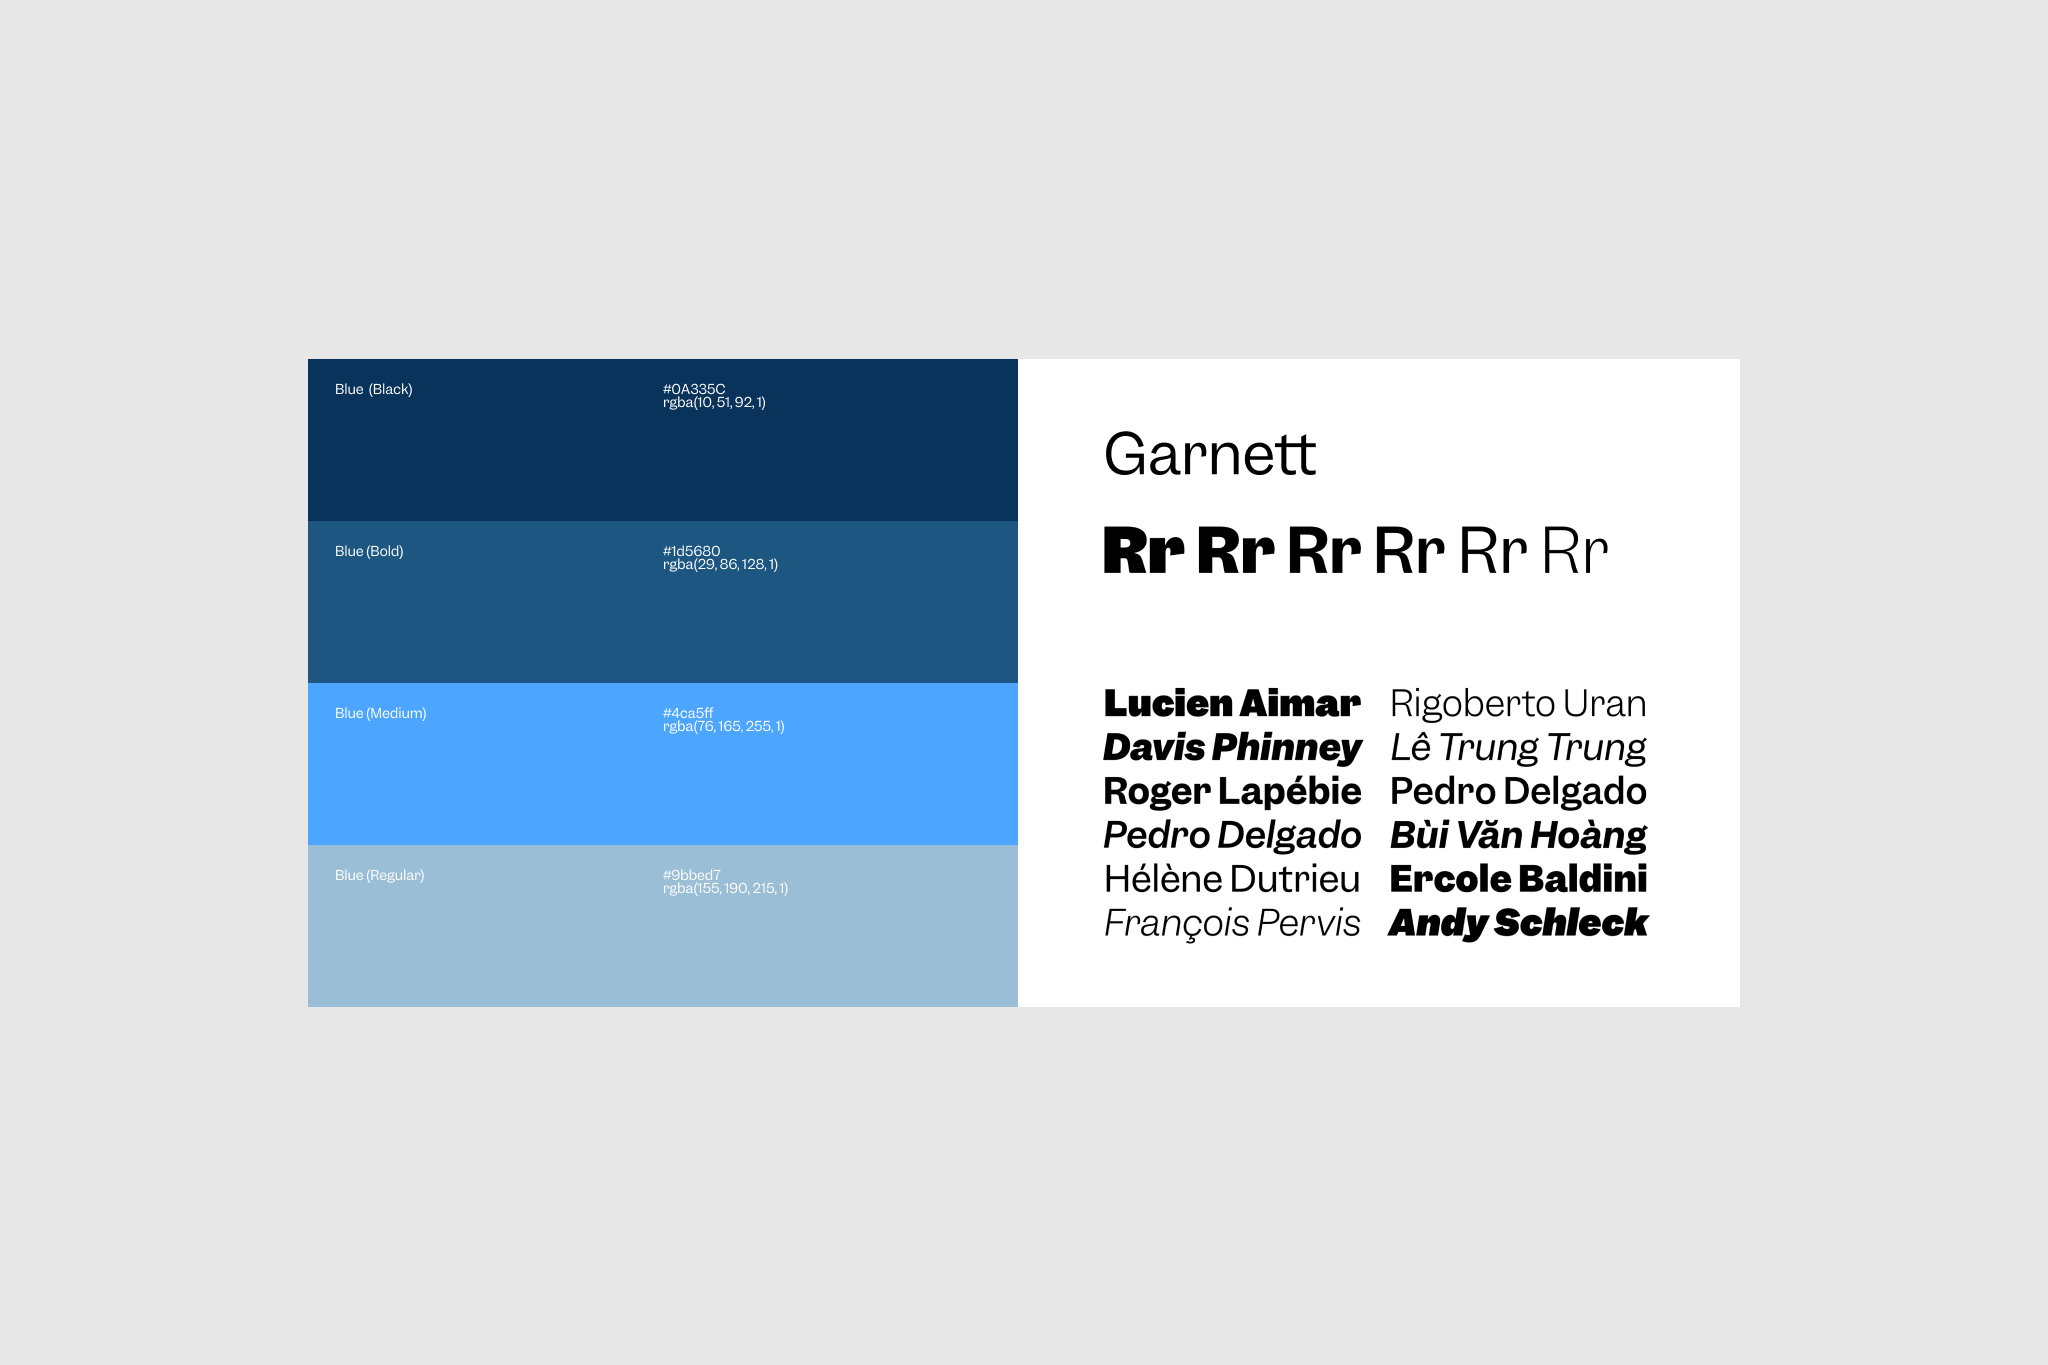 Blue (Black)
#0A335C
rgba(10, 51, 92, 1)
Blue (Bold)
#1d5680
rgba(29, 86, 128, 1)
Blue (Medium)
#4ca5ff
rgba(76, 165, 255, 1)
Blue (Regular)
#9bbed7
rgba(155, 190, 215, 1)
Garnett
Rr Rr Rr Rr Rr Rr
Lucien Aimar
Davis Phinney
Roger Lapébie
Pedro Delgado
Hélène Dutrieu
François Pervis
Rigoberto Uran
Lê Trung Trung
Pedro Delgado
Bùi Văn Hoàng
Ercole Baldini
Andy Schleck